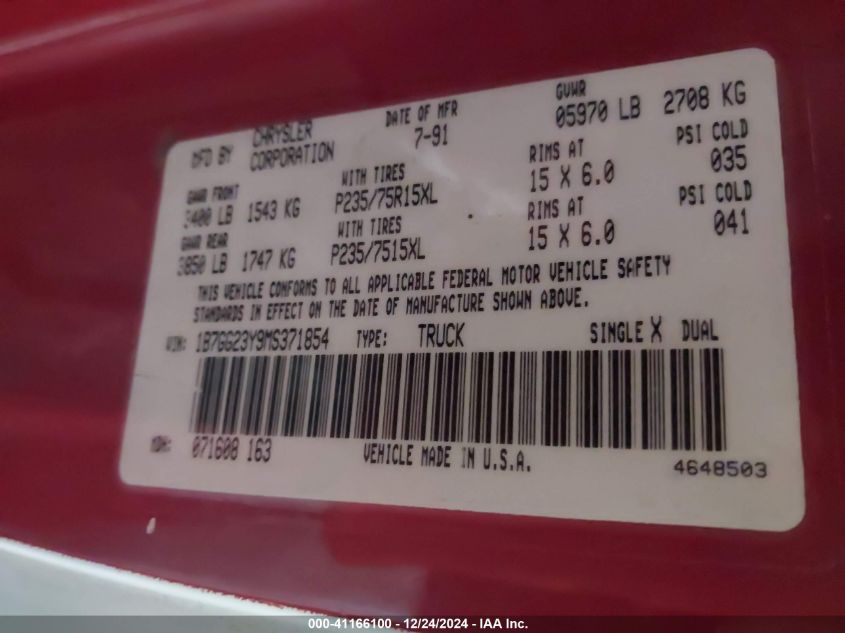 MFD BY CHRYSLER CORPORATION DATE OF MFR 7-91 GVWR 05970 LB 2708 KG
GAWR FRONT WITH TIRES RIMS AT PSI COLD
3400 LB 1543 KG P235/75R15XL 15 X 6.0 035
GAWR REAR WITH TIRES RIMS AT PSI COLD
3850 LB 1747 KG P235/7515XL 15 X 6.0 041
THIS VEHICLE CONFORMS TO ALL APPLICABLE FEDERAL MOTOR VEHICLE SAFETY
STANDARDS IN EFFECT ON THE DATE OF MANUFACTURE SHOWN ABOVE.
VIN: 1B7GG23Y9MS371854 TYPE: TRUCK SINGLE X DUAL
MDH: 071608 163 VEHICLE MADE IN U.S.A. 4648503
000-41166100 - 12/24/2024 - IAA Inc.